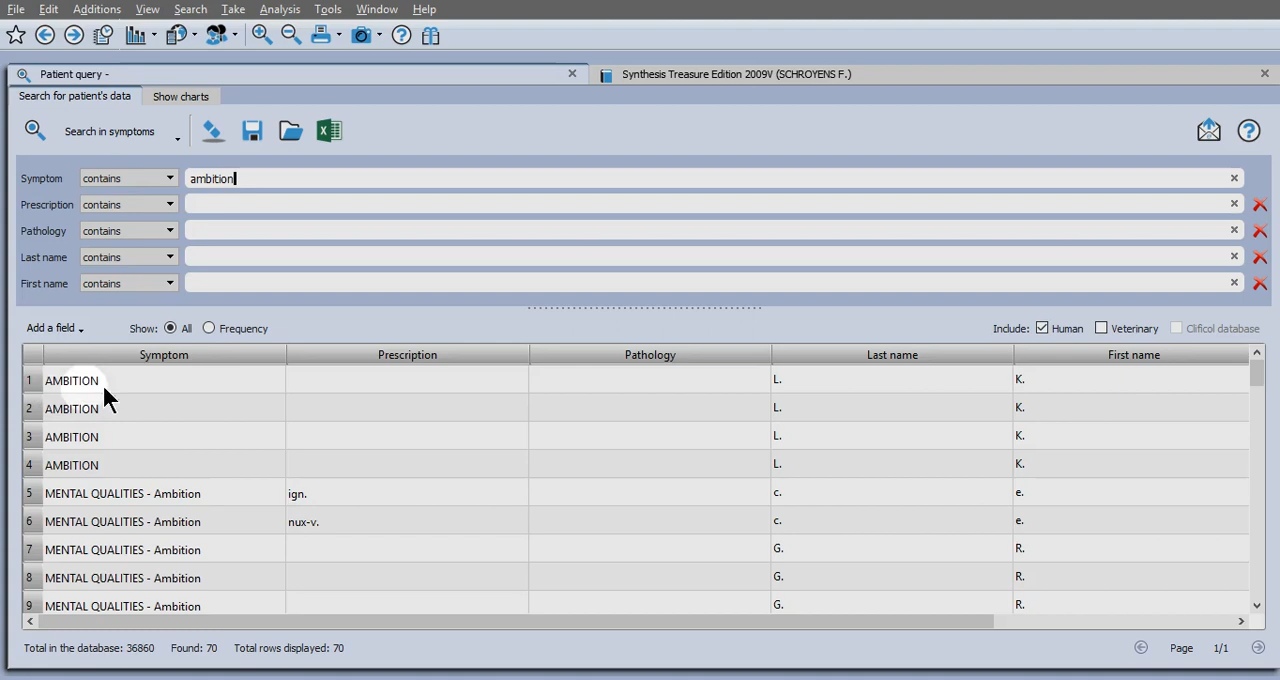 File Edit Additions View Search Take Analysis Tools Window Help
Patient query -
Synthesis Treasure Edition 2009V (SCHROYENS F.)
Search for patient's data Show charts
Search in symptoms
Symptom contains ambition
Prescription contains
Pathology contains
Last name contains
First name contains
Add a field Show: All Frequency Include: Human Veterinary Clificol database
Symptom Prescription Pathology Last name First name
1 AMBITION L. K.
2 AMBITION L. K.
3 AMBITION L. K.
4 AMBITION L. K.
5 MENTAL QUALITIES - Ambition ign. c. e.
6 MENTAL QUALITIES - Ambition nux-v. c. e.
7 MENTAL QUALITIES - Ambition G. R.
8 MENTAL QUALITIES - Ambition G. R.
9 MENTAL QUALITIES - Ambition G. R.
Total in the database: 36860 Found: 70 Total rows displayed: 70 Page 1/1